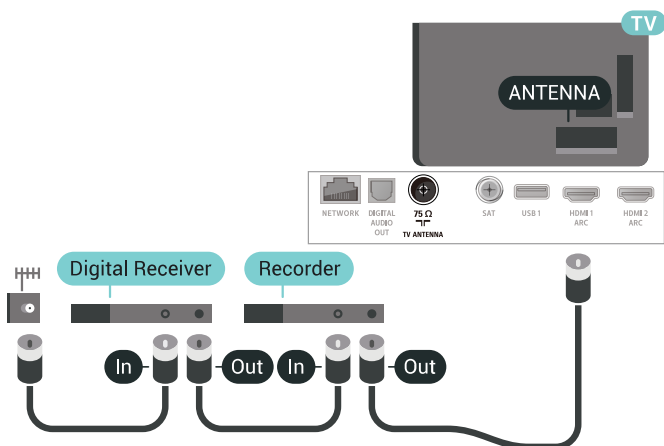 TV
ANTENNA
NETWORK
DIGITAL
AUDIO
OUT
75 Ω
TV ANTENNA
SAT
USB 1
HDMI 1
ARC
HDMI 2
ARC
Digital Receiver
Recorder
In
Out
In
Out